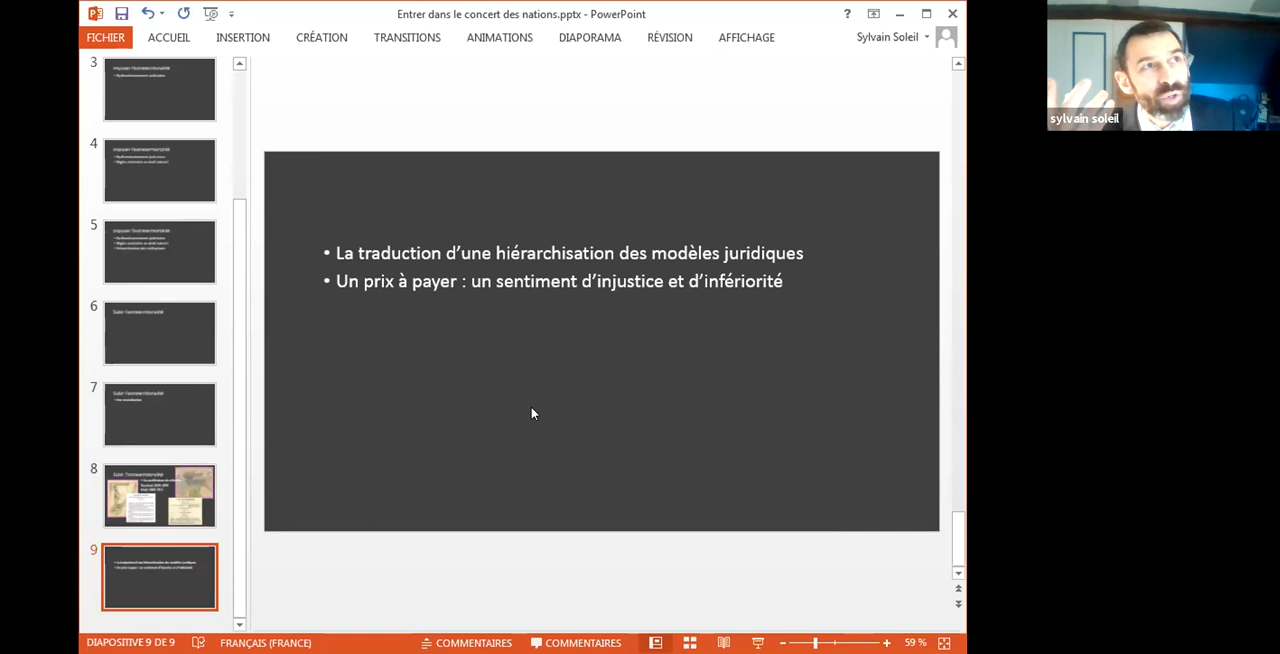 Entrer dans le concert des nations.pptx - PowerPoint
?
FICHIER ACCUEIL INSERTION CRÉATION TRANSITIONS ANIMATIONS DIAPORAMA RÉVISION AFFICHAGE Sylvain Soleil
sylvain soleil
3
4
5
6
7
8
9
• La traduction d’une hiérarchisation des modèles juridiques
• Un prix à payer : un sentiment d’injustice et d’infériorité
DIAPOSITIVE 9 DE 9 FRANÇAIS (FRANCE) COMMENTAIRES COMMENTAIRES 59 %